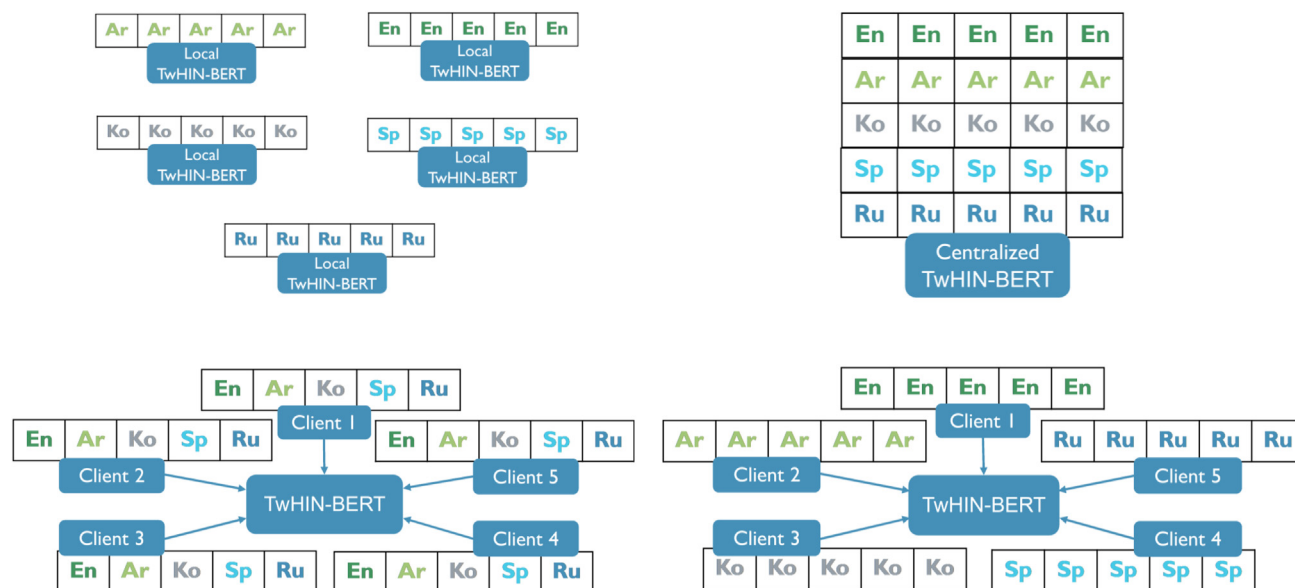 Ar Ar Ar Ar Ar
Local
TwHIN-BERT
En En En En En
Local
TwHIN-BERT
Ko Ko Ko Ko Ko
Local
TwHIN-BERT
Sp Sp Sp Sp Sp
Local
TwHIN-BERT
Ru Ru Ru Ru Ru
Local
TwHIN-BERT
En En En En En
Ar Ar Ar Ar Ar
Ko Ko Ko Ko Ko
Sp Sp Sp Sp Sp
Ru Ru Ru Ru Ru
Centralized
TwHIN-BERT
En Ar Ko Sp Ru
Client 1
En Ar Ko Sp Ru
Client 2
En Ar Ko Sp Ru
Client 5
TwHIN-BERT
Client 3
En Ar Ko Sp Ru
Client 4
En Ar Ko Sp Ru
En En En En En
Client 1
Ar Ar Ar Ar Ar
Client 2
Ru Ru Ru Ru Ru
Client 5
TwHIN-BERT
Client 3
Ko Ko Ko Ko Ko
Client 4
Sp Sp Sp Sp Sp